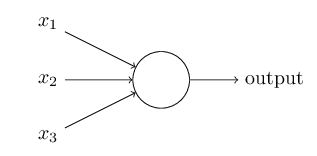 x₁
x₂
output
x₃